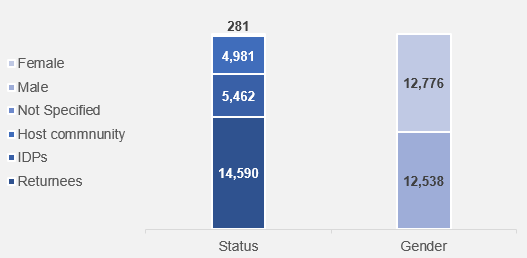 281
Female
4,981
Male
12,776
Not Specified
5,462
Host commnunity
IDPs
14,590
12,538
Returnees
Status
Gender